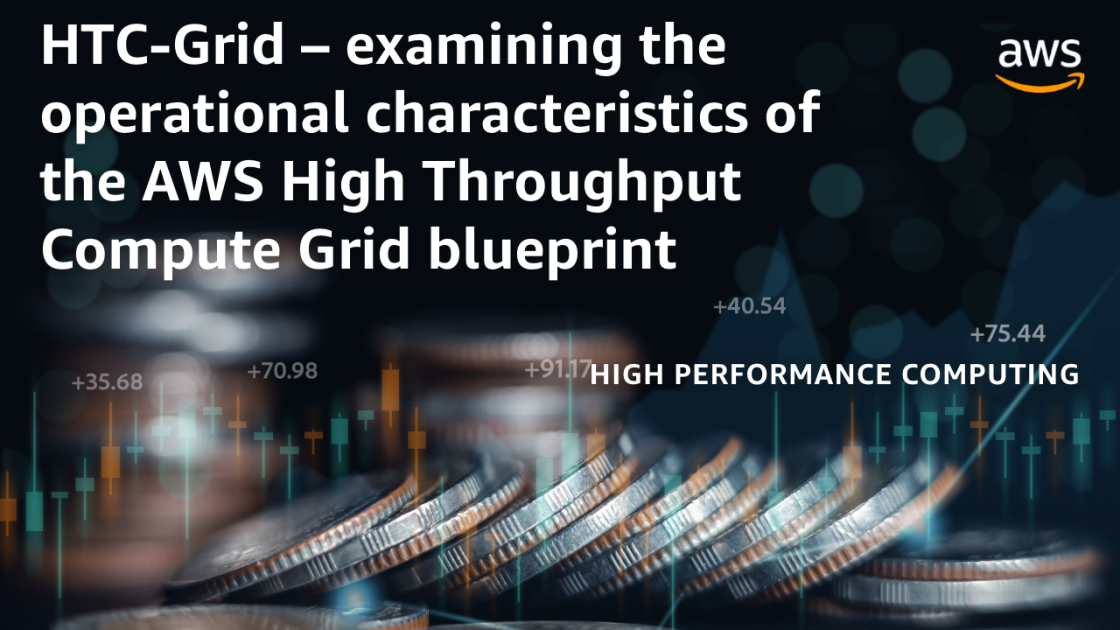 HTC-Grid – examining the
operational characteristics of
the AWS High Throughput
Compute Grid blueprint
aws
+40.54
+75.44
+35.68
+70.98
+91.17
HIGH PERFORMANCE COMPUTING